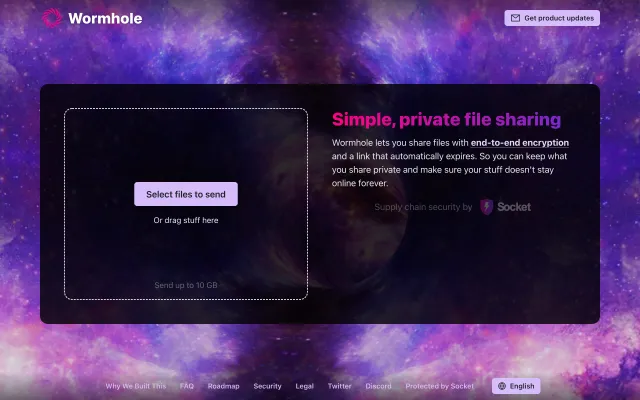 Wormhole
Get product updates
Select files to send
Or drag stuff here
Send up to 10 GB
Simple, private file sharing
Wormhole lets you share files with end-to-end encryption
and a link that automatically expires. So you can keep what
you share private and make sure your stuff doesn't stay
online forever.
Supply chain security by Socket
Why We Built This FAQ Roadmap Security Legal Twitter Discord Protected by Socket English